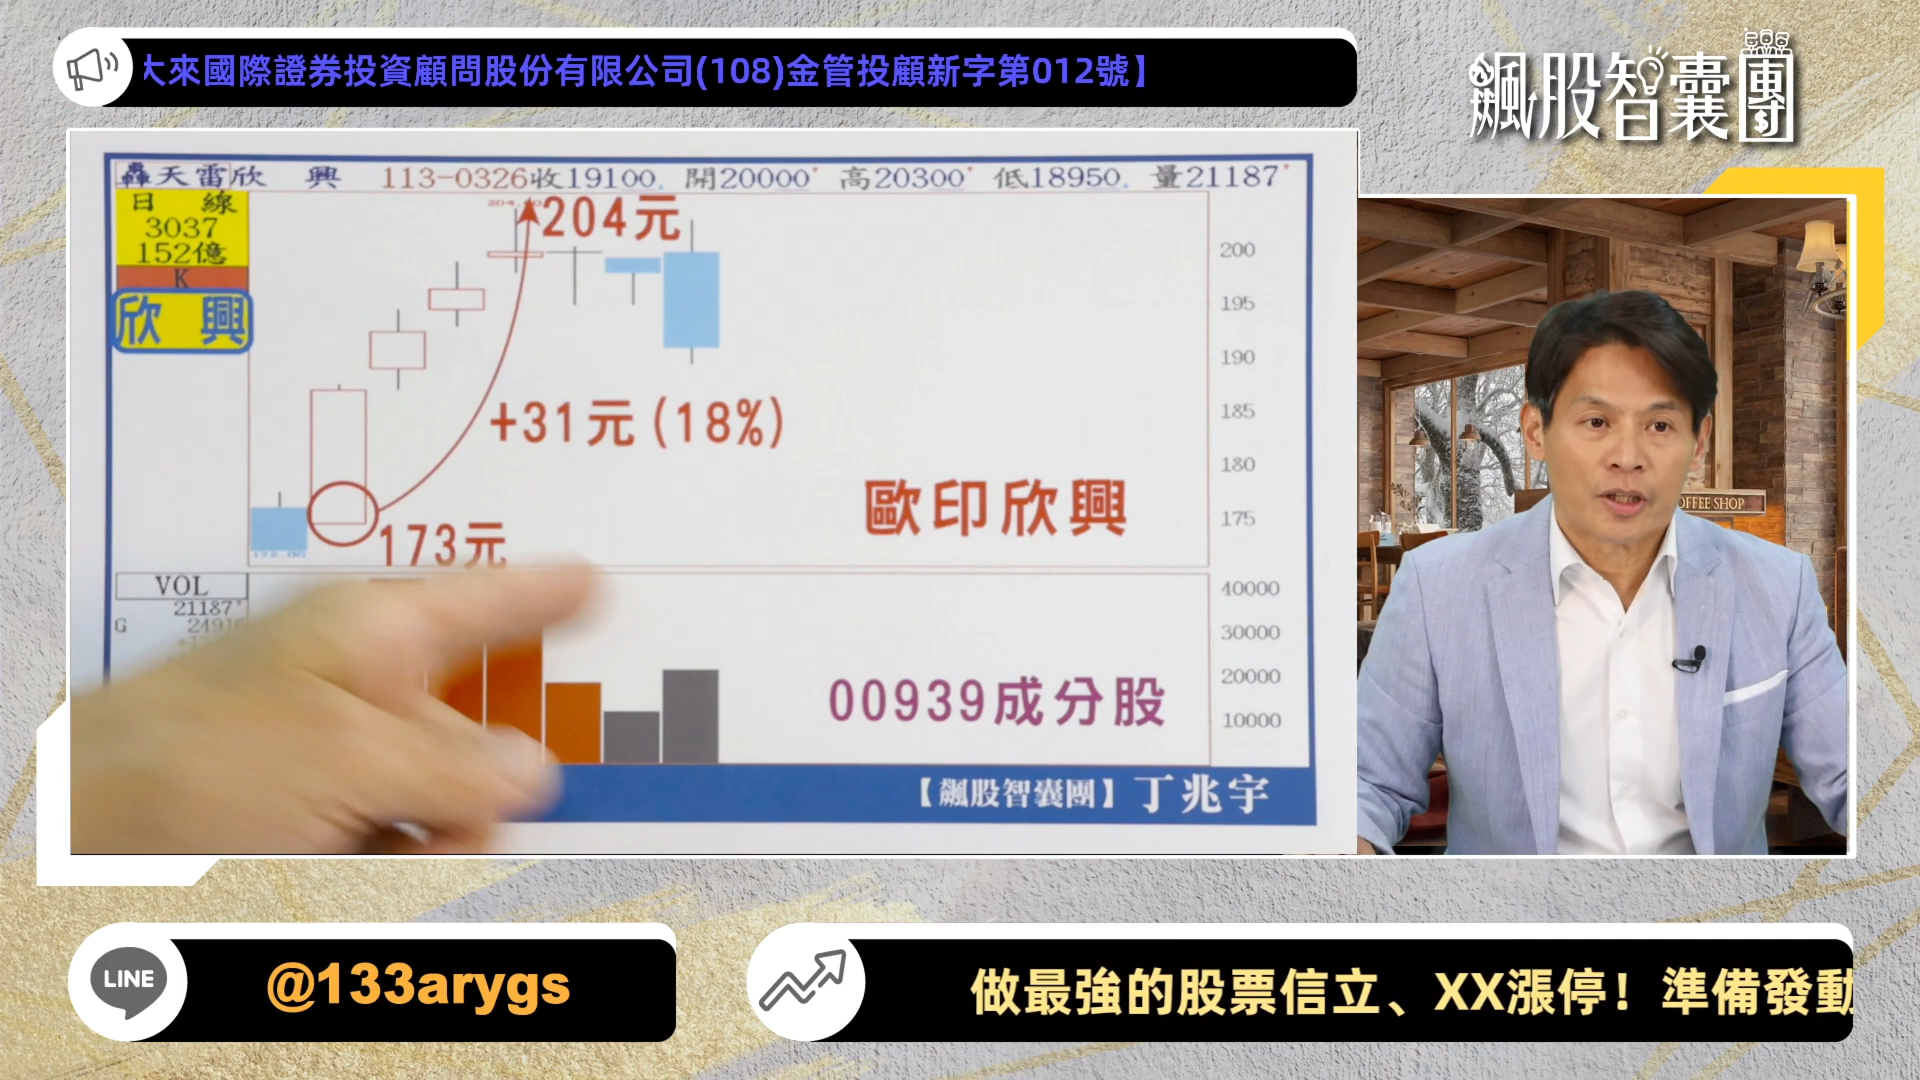 大來國際證券投資顧問股份有限公司(108)金管投顧新字第012號】
飆股智囊團
轟天雷欣 興 113-0326收19100 開20000 高20300 低18950 量21187
日 線
3037
152億
K
欣 興
204元
+31元(18%)
173元
172.00
歐印欣興
200
195
190
185
180
175
VOL
21187
G
40000
30000
20000
10000
00939成分股
【飆股智囊團】丁兆宇
OFFEE SHOP
LINE
@133arygs
做最強的股票信立、XX漲停！準備發動